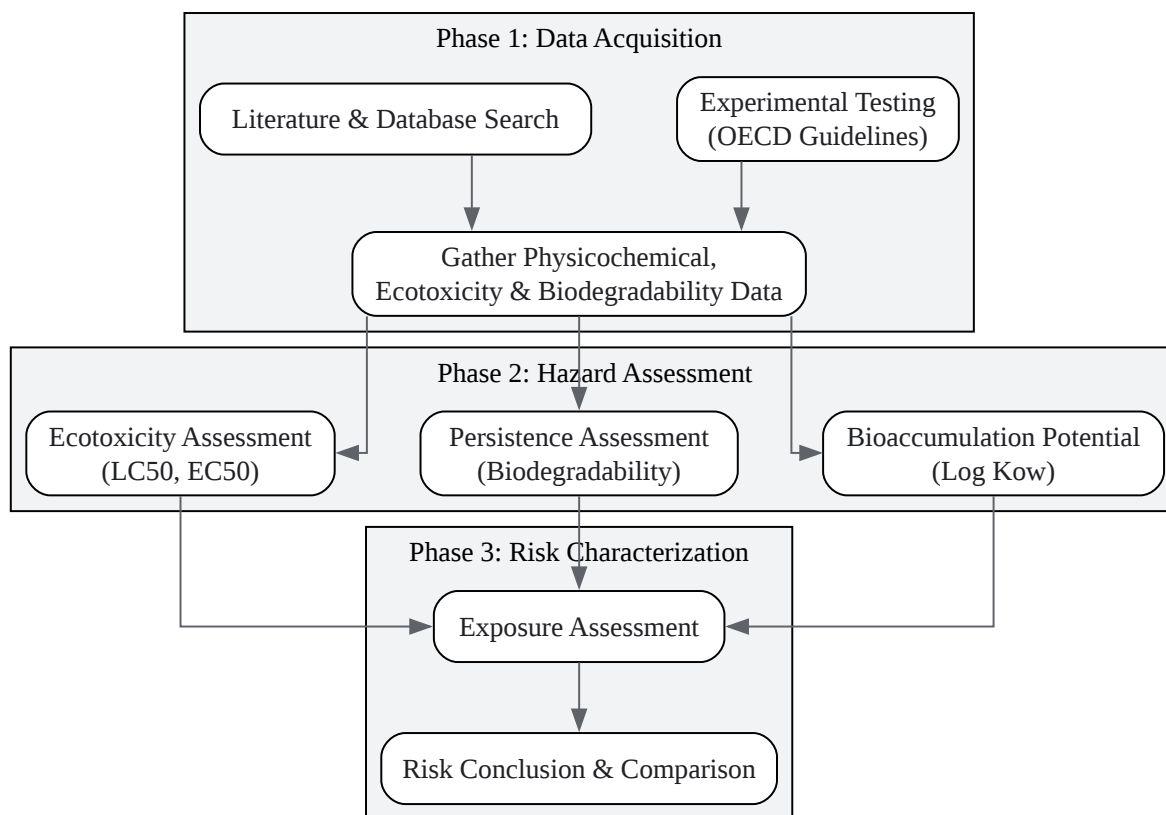 Phase 1: Data Acquisition
Literature & Database Search
Experimental Testing
(OECD Guidelines)
Gather Physicochemical,
Ecotoxicity & Biodegradability Data
Phase 2: Hazard Assessment
Ecotoxicity Assessment
(LC50, EC50)
Persistence Assessment
(Biodegradability)
Bioaccumulation Potential
(Log Kow)
Phase 3: Risk Characterization
Exposure Assessment
Risk Conclusion & Comparison